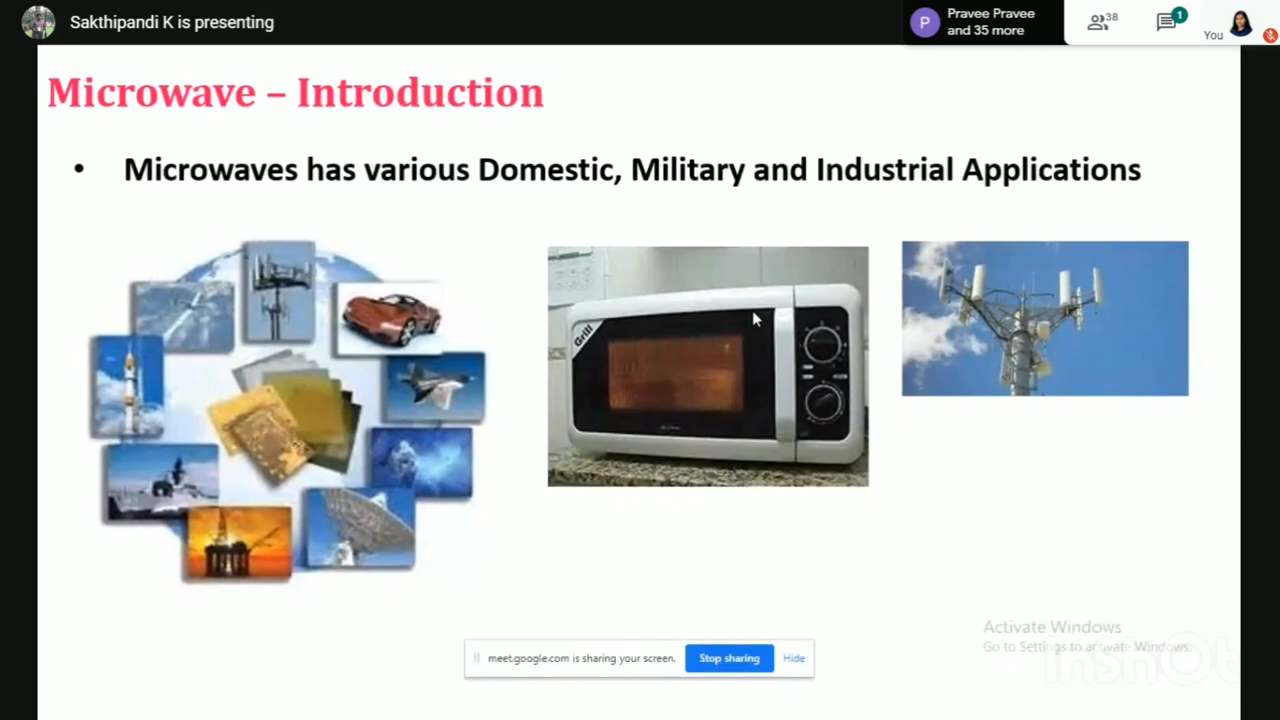 Sakthipandi K is presenting
P
Pravee Pravee
and 35 more
38
1
You
Microwave – Introduction
• Microwaves has various Domestic, Military and Industrial Applications
Grill
Activate Windows
Go to Settings to activate Windows.
meet.google.com is sharing your screen.
Stop sharing
Hide
InShOt